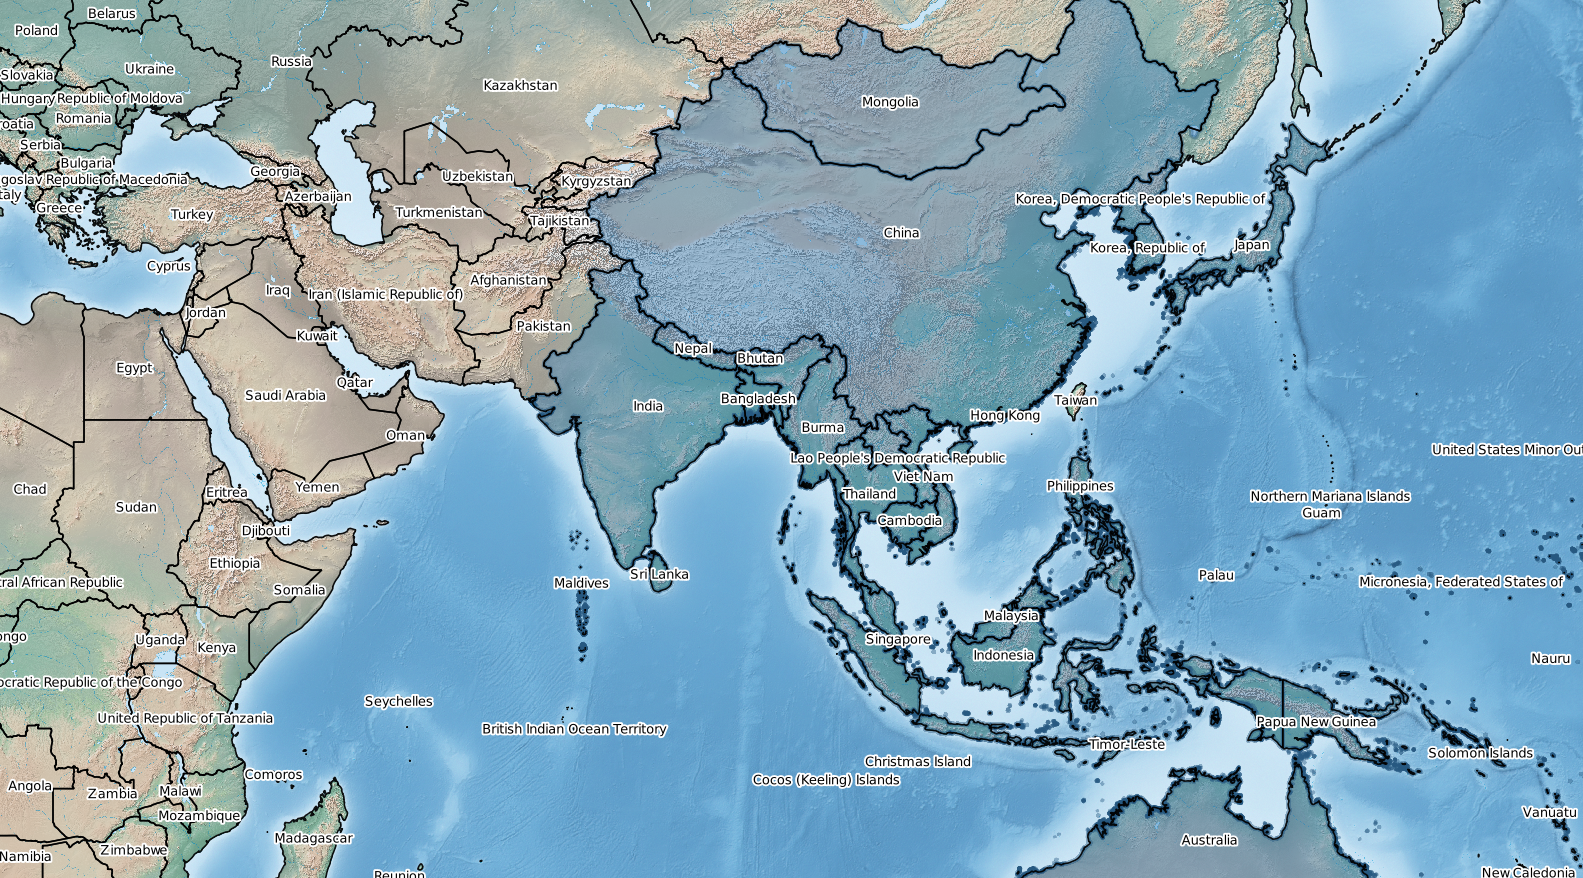 Belarus
Poland
Russia
Ukraine
Slovakia
Kazakhstan
Hungary
Republic of Moldova
Mongolia
Romania
roatia
Serbia
Bulgaria
Georgia
Uzbekistan
Kyrgyzstan
goslav Republic of Macedonia
taly
Azerbaijan
Korea, Democratic People's Republic of
Greece
Turkey
Turkmenistan
Tajikistan
China
Korea, Republic of
Japan
Cyprus
Afghanistan
Iraq
Iran (Islamic Republic of)
Jordan
Pakistan
Kuwait
Nepal
Bhutan
Egypt
Qatar
Saudi Arabia
Bangladesh
Taiwan
India
Hong Kong
Burma
Oman
United States Minor Out
Lao People's Democratic Republic
Viet Nam
Chad
Eritrea
Yemen
Thailand
Philippines
Northern Mariana Islands
Sudan
Guam
Cambodia
Djibouti
Ethiopia
Sri Lanka
Palau
ral African Republic
Maldives
Micronesia, Federated States of
Somalia
Malaysia
ongo
Uganda
Kenya
Singapore
Indonesia
Nauru
ocratic Republic of the Congo
Seychelles
United Republic of Tanzania
British Indian Ocean Territory
Papua New Guinea
Timor-Leste
Solomon Islands
Christmas Island
Comoros
Cocos (Keeling) Islands
Angola
Zambia
Malawi
Mozambique
Vanuatu
Madagascar
Australia
Zimbabwe
Namibia
Reunion
New Caledonia